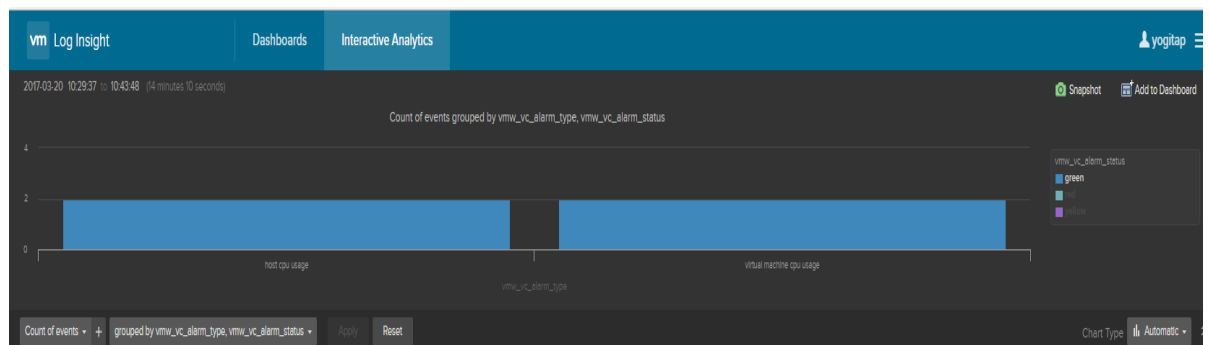 vm Log Insight Dashboards Interactive Analytics yogitap
2017-03-20 10:29:37 to 10:43:48 (14 minutes 10 seconds) Snapshot Add to Dashboard
Count of events grouped by vmw_vc_alarm_type, vmw_vc_alarm_status
4
2
0
host cpu usage virtual machine cpu usage
vmw_vc_alarm_type
vmw_vc_alarm_status
green
red
yellow
Count of events + grouped by vmw_vc_alarm_type, vmw_vc_alarm_status Apply Reset Chart Type Automatic